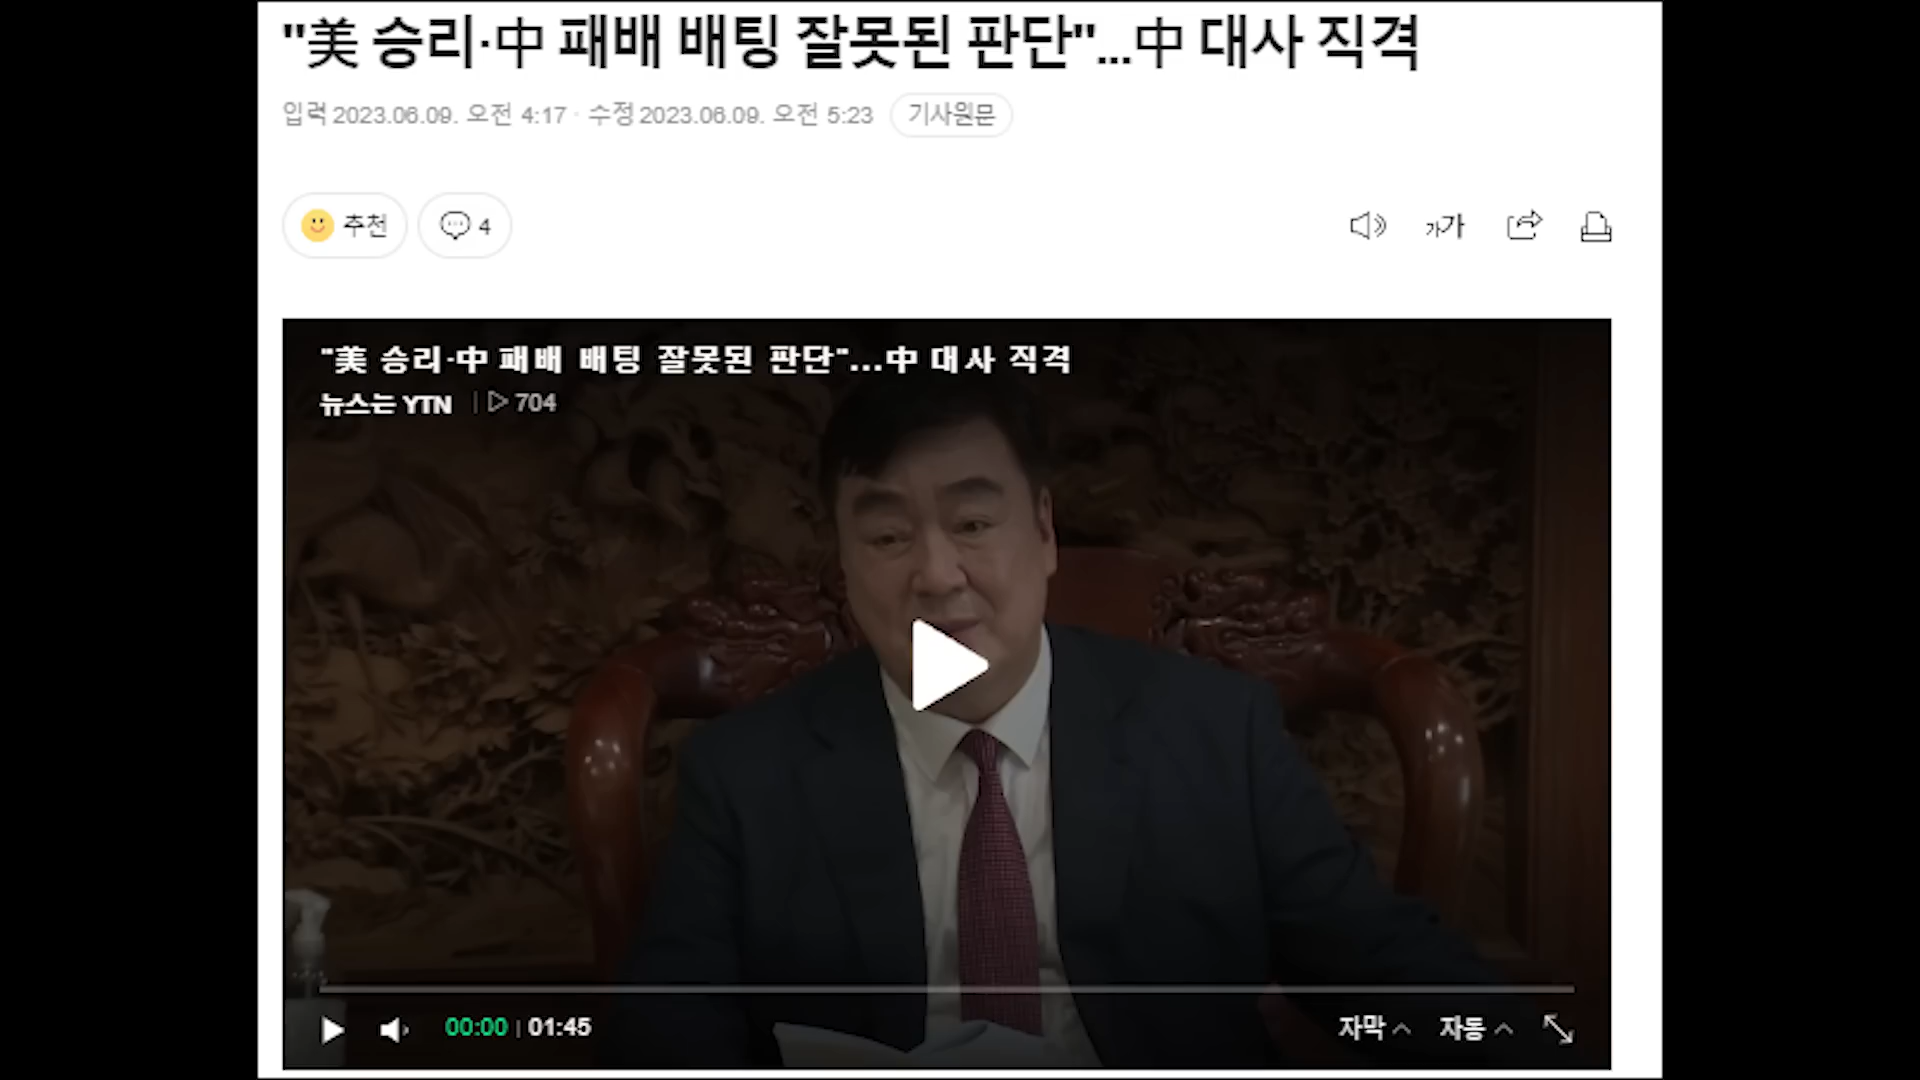 "美 승리·中 패배 배팅 잘못된 판단"...中 대사 직격
입력 2023.06.09. 오전 4:17 · 수정 2023.06.09. 오전 5:23 기사원문
추천 4
가가
"美 승리·中 패배 배팅 잘못된 판단"...中 대사 직격
뉴스는 YTN 704
00:00 | 01:45 자막 자동